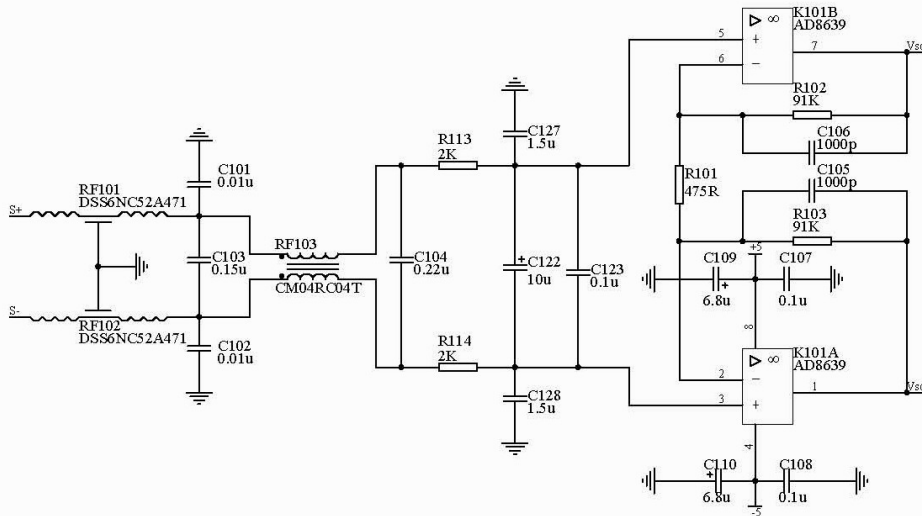 K101B
AD8639
▷ ∞
5
+
7
6
−
R102
91K
C106
1000p
C127
1.5u
R113
2K
C101
0.01u
RF101
DSS6NC52A471
S+
R101
475R
C105
1000p
R103
91K
RF103
CM04RC04T
C103
0.15u
C104
0.22u
C122
10u
+
C123
0.1u
+5
C109
+
6.8u
C107
0.1u
S-
RF102
DSS6NC52A471
C102
0.01u
R114
2K
8
K101A
AD8639
▷ ∞
2
−
1
3
+
C128
1.5u
4
C110
+
6.8u
C108
0.1u
-5